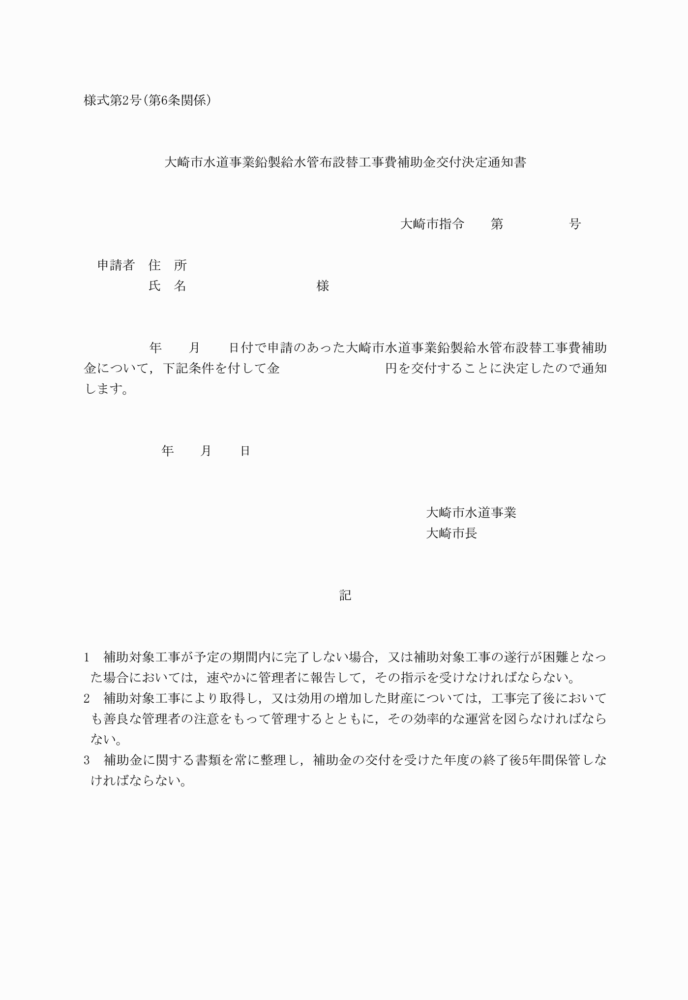 様式第2号(第6条関係)
大崎市水道事業鉛製給水管布設替工事費補助金交付決定通知書
大崎市指令　　第　　　　　号
申請者　住　所
氏　名　　　　　　　　　　様
年　　月　　日付で申請のあった大崎市水道事業鉛製給水管布設替工事費補助
金について，下記条件を付して金　　　　　　　　円を交付することに決定したので通知
します。
年　　月　　日
大崎市水道事業
大崎市長
記
1　補助対象工事が予定の期間内に完了しない場合，又は補助対象工事の遂行が困難となっ
た場合においては，速やかに管理者に報告して，その指示を受けなければならない。
2　補助対象工事により取得し，又は効用の増加した財産については，工事完了後において
も善良な管理者の注意をもって管理するとともに，その効率的な運営を図らなければなら
ない。
3　補助金に関する書類を常に整理し，補助金の交付を受けた年度の終了後5年間保管しな
ければならない。